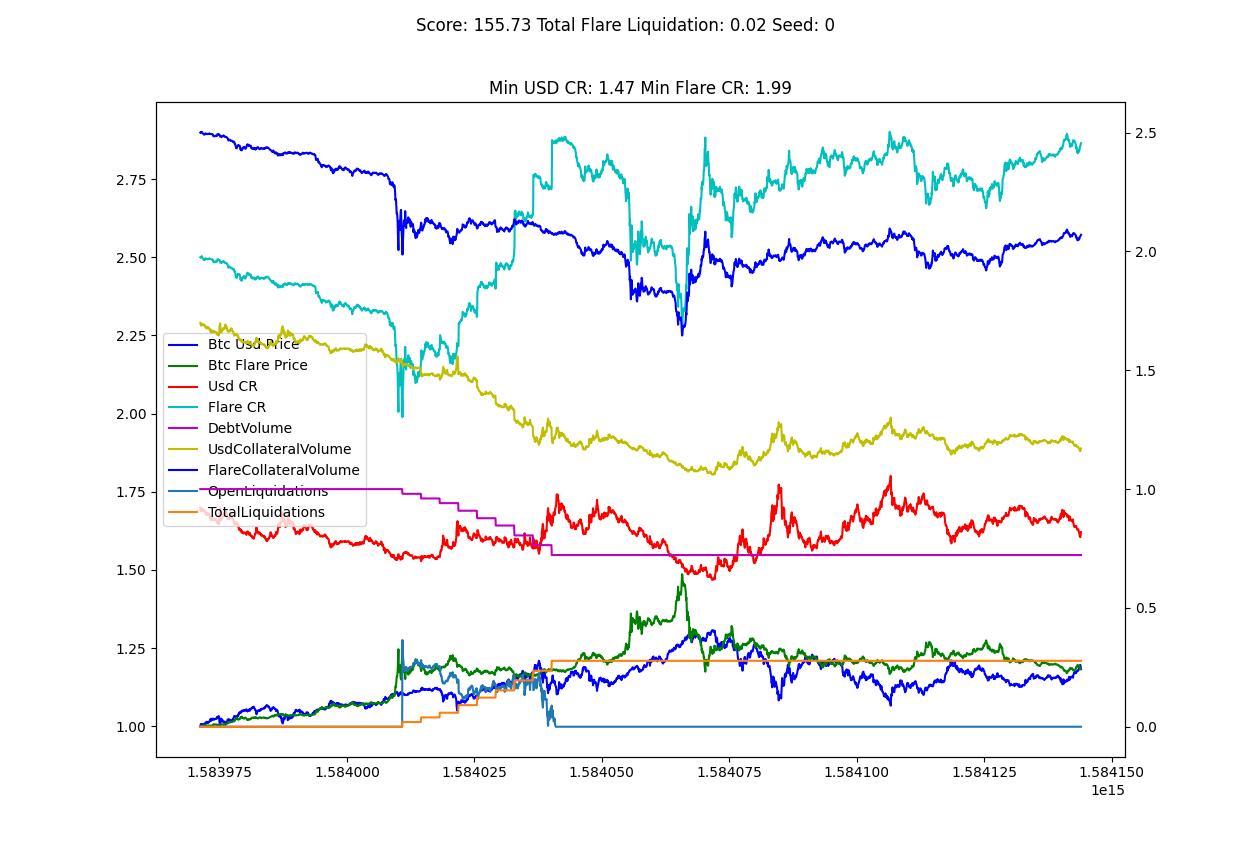 Score: 155.73 Total Flare Liquidation: 0.02 Seed: 0
Min USD CR: 1.47 Min Flare CR: 1.99
2.75
2.50
2.25
2.00
1.75
1.50
1.25
1.00
Btc Usd Price
Btc Flare Price
Usd CR
Flare CR
DebtVolume
UsdCollateralVolume
FlareCollateralVolume
OpenLiquidations
TotalLiquidations
2.5
2.0
1.5
1.0
0.5
0.0
1.583975 1.584000 1.584025 1.584050 1.584075 1.584100 1.584125 1.584150
1e15